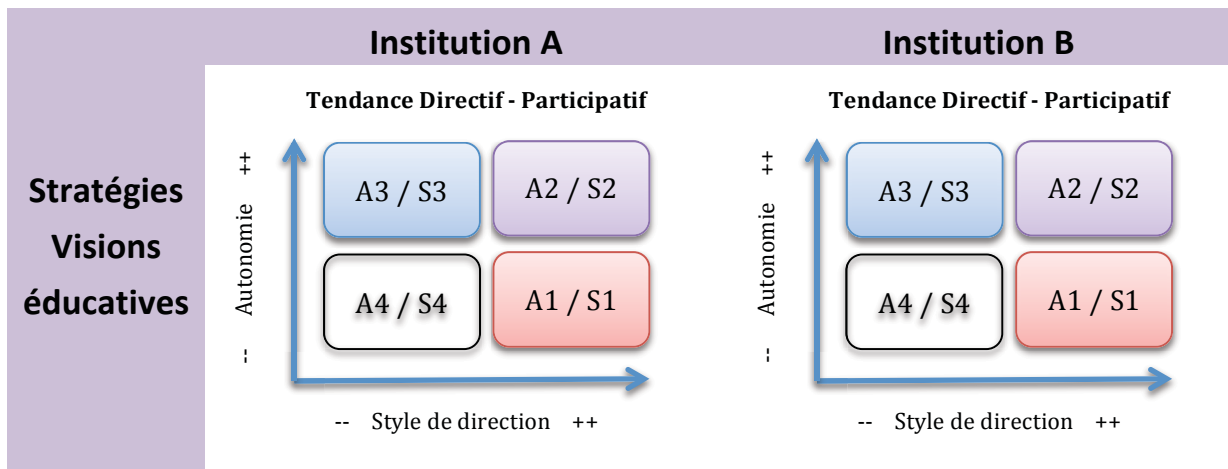 Institution A
Institution B
Stratégies
Visions
éducatives
Tendance Directif - Participatif
-- Autonomie ++
A3 / S3
A2 / S2
A4 / S4
A1 / S1
-- Style de direction ++
Tendance Directif - Participatif
-- Autonomie ++
A3 / S3
A2 / S2
A4 / S4
A1 / S1
-- Style de direction ++